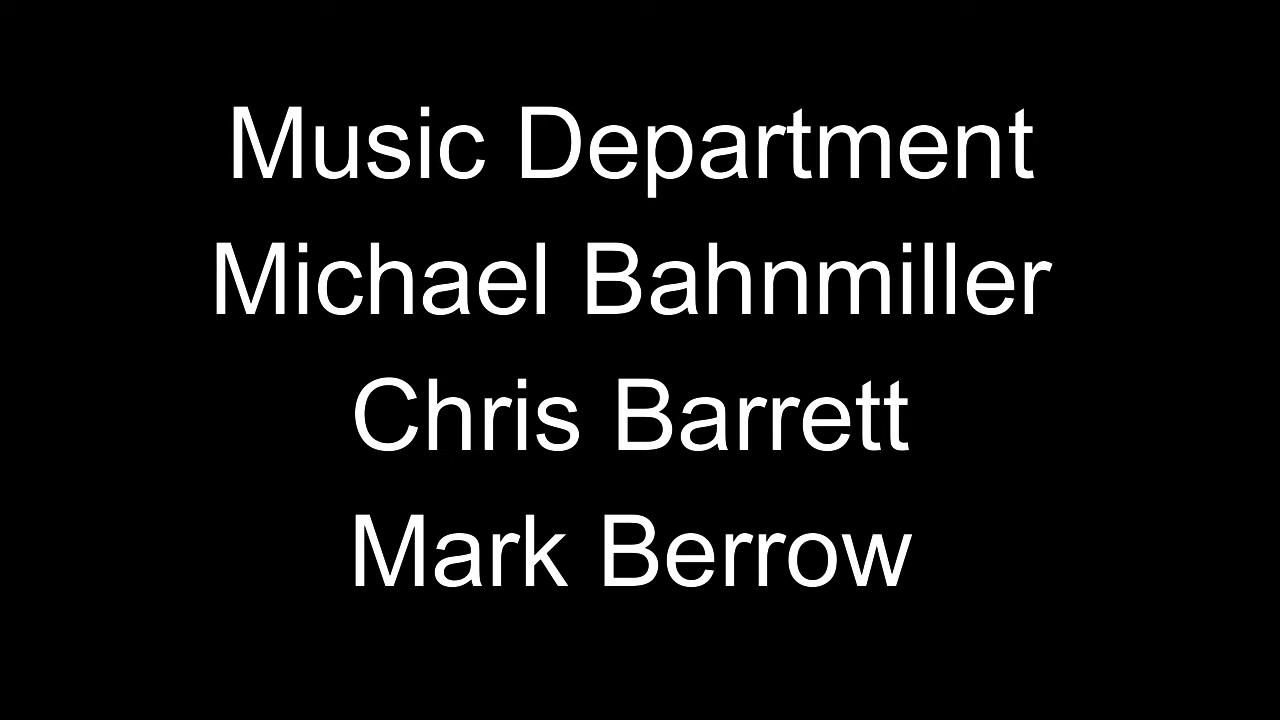 Music Department
Michael Bahnmiller
Chris Barrett
Mark Berrow